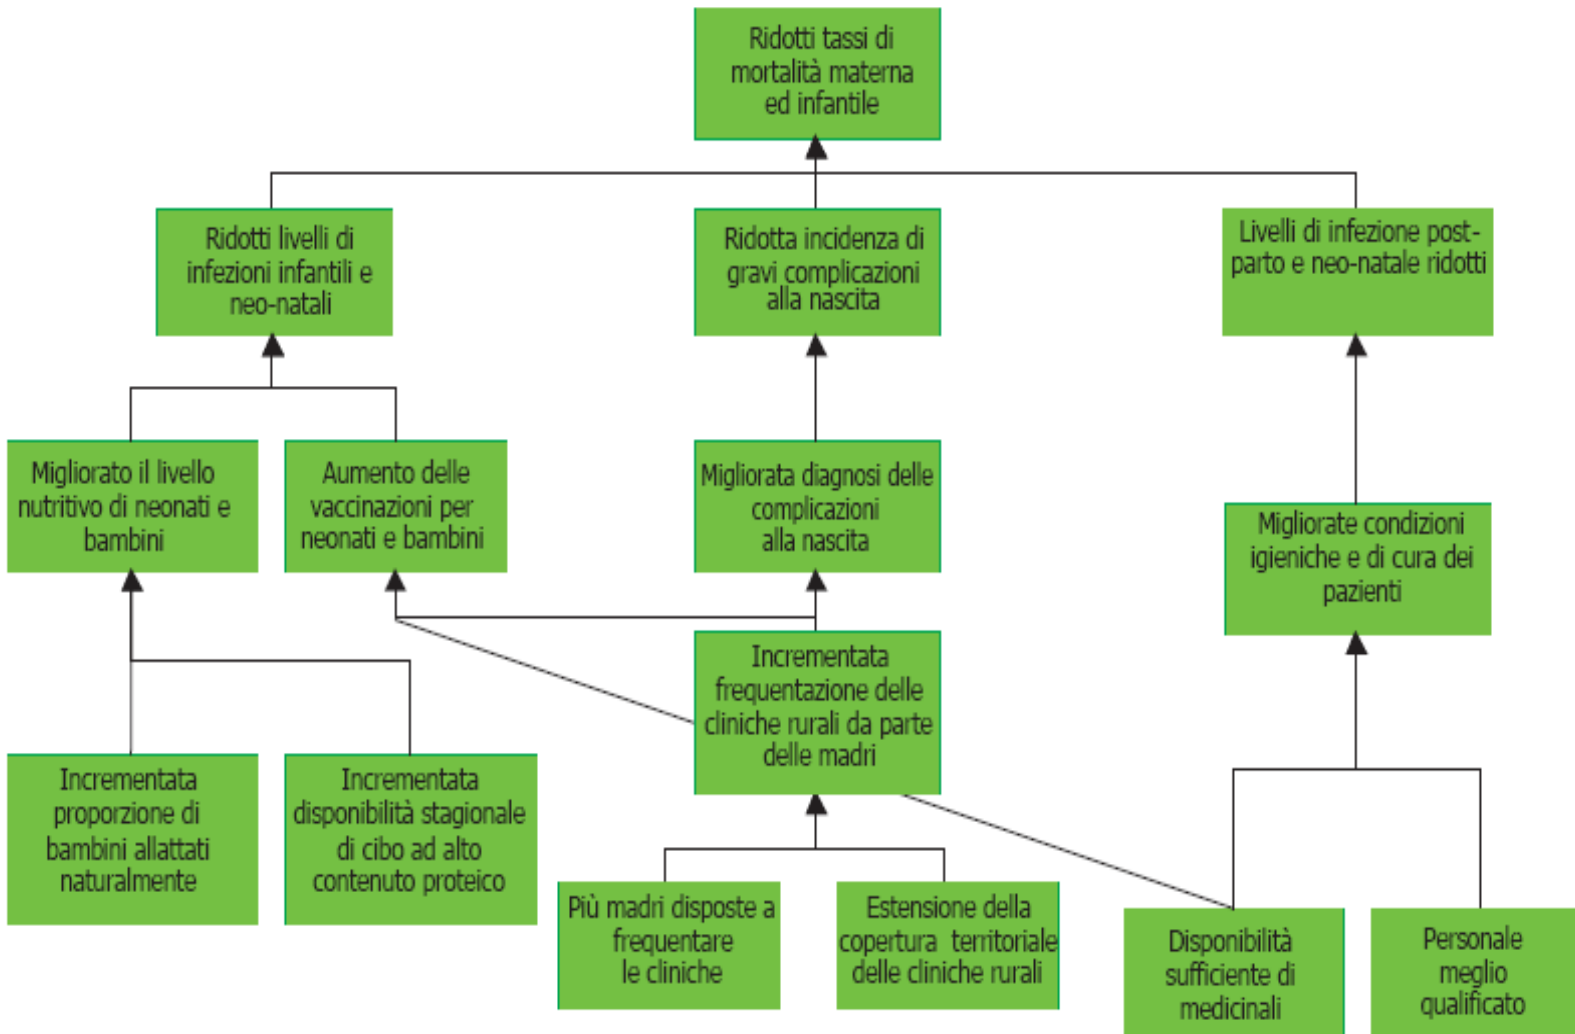 Ridotti tassi di
mortalità materna
ed infantile
Ridotti livelli di
infezioni infantili e
neo-natali
Ridotta incidenza di
gravi complicazioni
alla nascita
Livelli di infezione post-
parto e neo-natale ridotti
Migliorato il livello
nutritivo di neonati e
bambini
Aumento delle
vaccinazioni per
neonati e bambini
Migliorata diagnosi delle
complicazioni
alla nascita
Migliorate condizioni
igieniche e di cura dei
pazienti
Incrementata
frequentazione delle
cliniche rurali da parte
delle madri
Incrementata
proporzione di
bambini allattati
naturalmente
Incrementata
disponibilità stagionale
di cibo ad alto
contenuto proteico
Più madri disposte a
frequentare
le cliniche
Estensione della
copertura territoriale
delle cliniche rurali
Disponibilità
sufficiente di
medicinali
Personale
meglio
qualificato